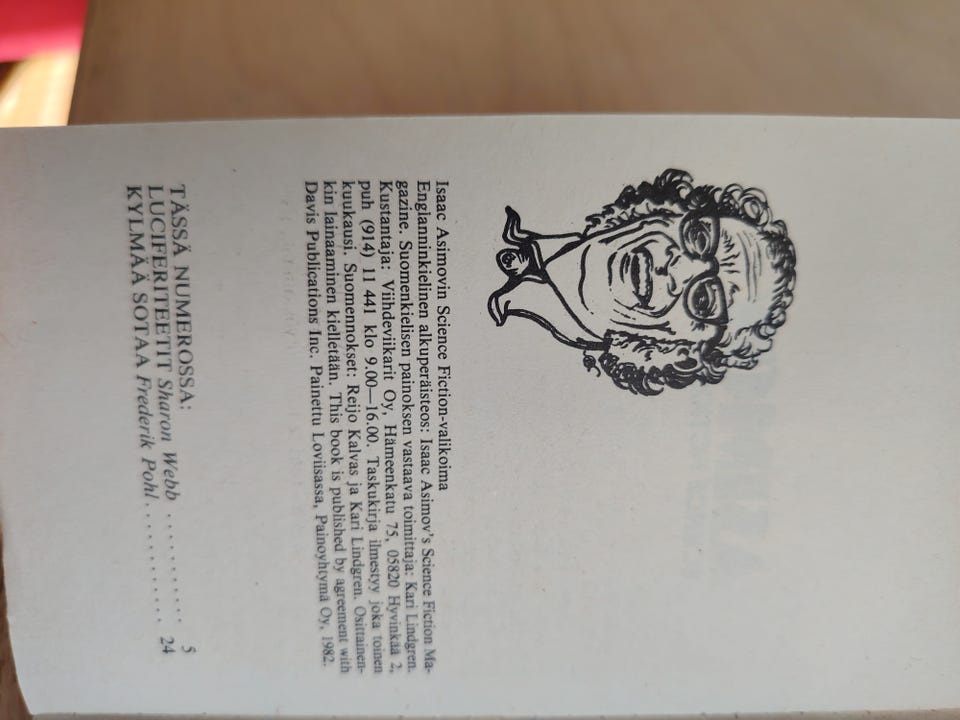 Isaac Asimovin Science Fiction-valikoima
Englanninkielinen alkuperäisteos: Isaac Asimov's Science Fiction Ma-
gazine. Suomenkielisen painoksen vastaava toimittaja: Kari Lindgren.
Kustantaja: Viihdeviikarit Oy, Hämeenkatu 75, 05820 Hyvinkää 2,
puh (914) 11 441 klo 9.00—16.00. Taskukirja ilmestyy joka toinen
kuukausi. Suomennokset: Reijo Kalvas ja Kari Lindgren. Osittainen-
kin lainaaminen kielletään. This book is published by agreement with
Davis Publications Inc. Painettu Loviisassa, Painoyhtymä Oy, 1982.
TÄSSÄ NUMEROSSA:
LUCIFERITEETIT Sharon Webb ........... 5
KYLMÄÄ SOTAA Frederik Pohl ............ 24